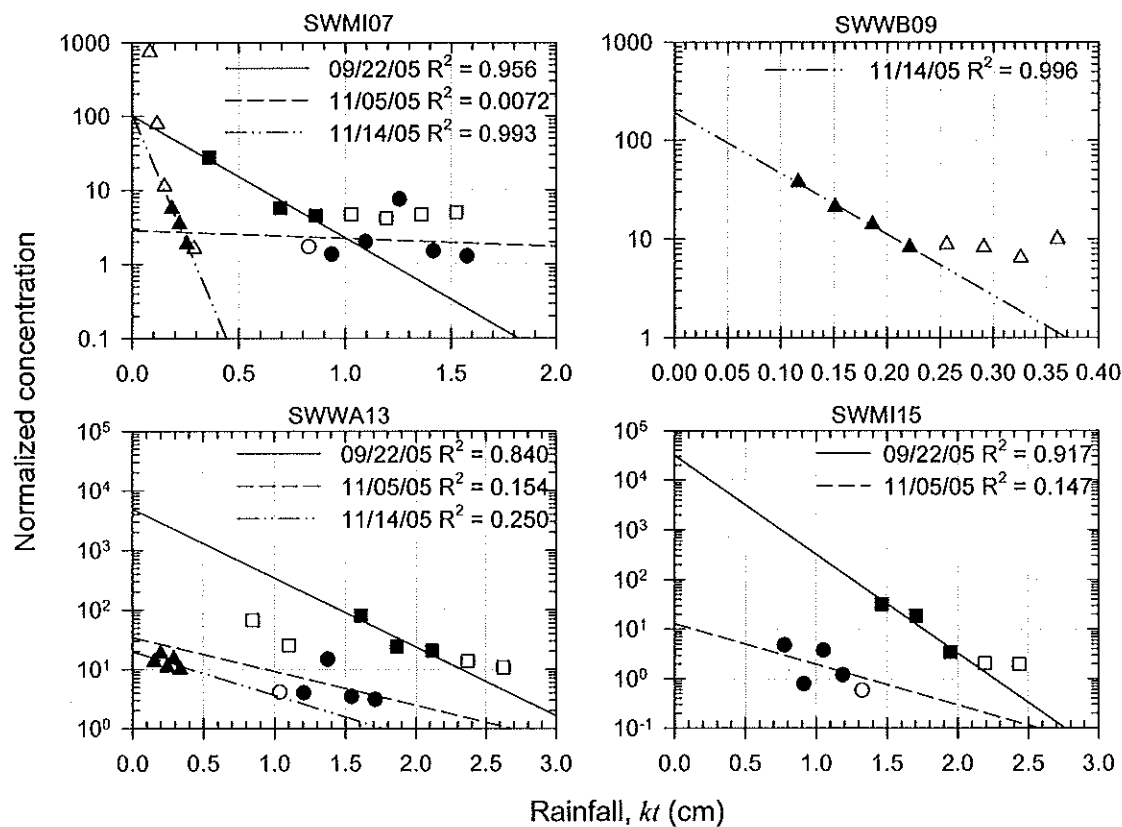 SWMI07
1000
100
10
1
0.1
0.0 0.5 1.0 1.5 2.0
09/22/05 R² = 0.956
11/05/05 R² = 0.0072
11/14/05 R² = 0.993
SWWB09
1000
100
10
1
0.00 0.05 0.10 0.15 0.20 0.25 0.30 0.35 0.40
11/14/05 R² = 0.996
Normalized concentration
SWWA13
10⁵
10⁴
10³
10²
10¹
10⁰
0.0 0.5 1.0 1.5 2.0 2.5 3.0
09/22/05 R² = 0.840
11/05/05 R² = 0.154
11/14/05 R² = 0.250
SWMI15
10⁵
10⁴
10³
10²
10¹
10⁰
10⁻¹
0.0 0.5 1.0 1.5 2.0 2.5 3.0
09/22/05 R² = 0.917
11/05/05 R² = 0.147
Rainfall, kt (cm)